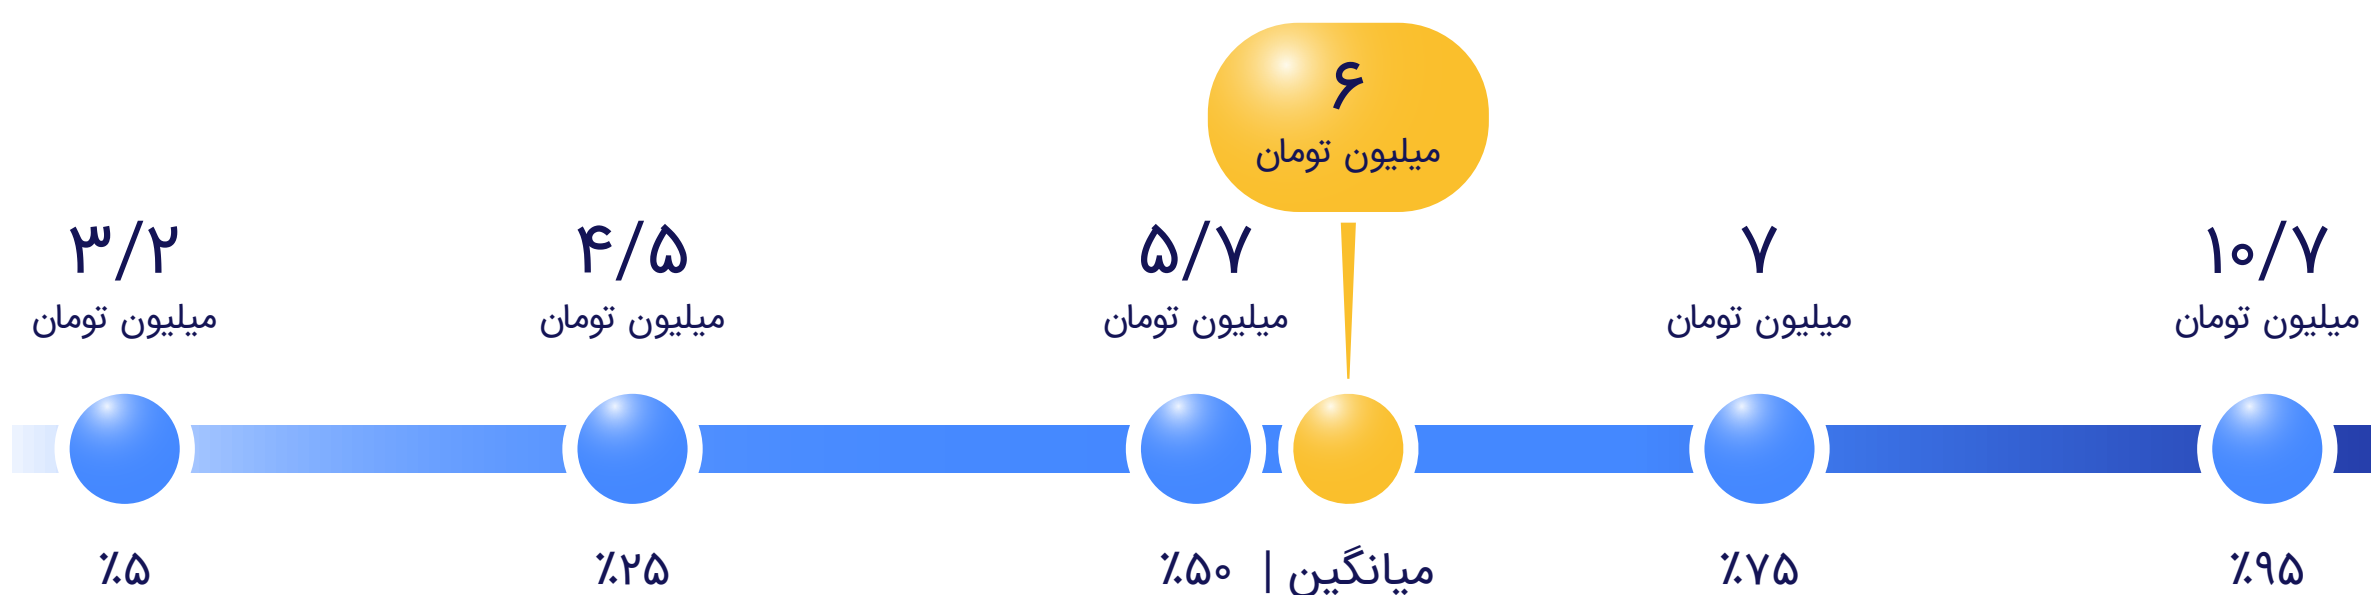 ۶
میلیون تومان
۳/۲
میلیون تومان
۴/۵
میلیون تومان
۵/۷
میلیون تومان
۷
میلیون تومان
۱۰/۷
میلیون تومان
٪۵
٪۲۵
٪۵۰ | میانگین
٪۷۵
٪۹۵